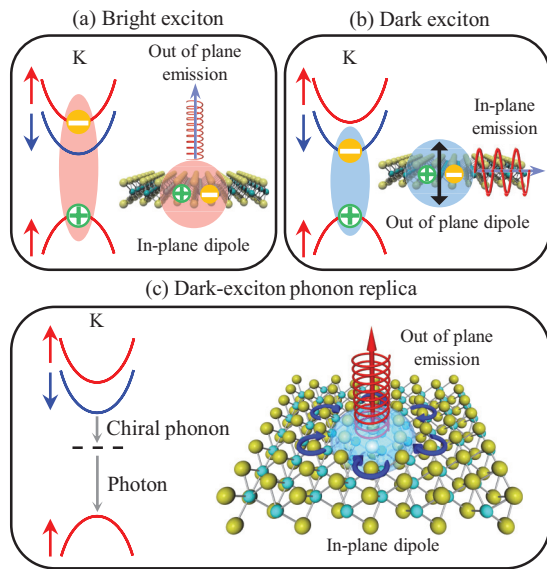 (a) Bright exciton
K
Out of plane
emission
In-plane dipole
(b) Dark exciton
K
In-plane
emission
Out of plane dipole
(c) Dark-exciton phonon replica
K
Chiral phonon
Photon
Out of plane
emission
In-plane dipole